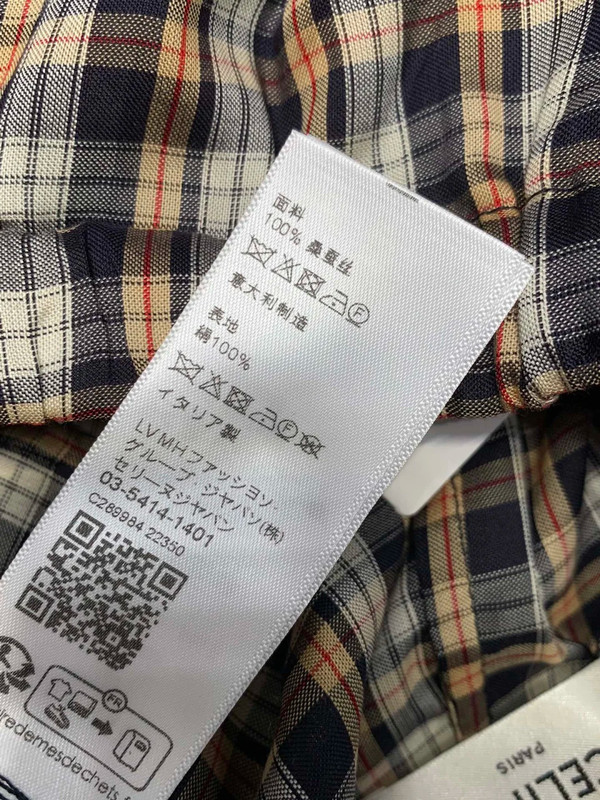 面料
100% 桑蚕丝
意大利制造
表地
絹100%
イタリア製
LVMHファッション・
グループ ジャパン(株)
セリーヌジャパン
03-5414-1401
C289984 22350
FR
PARIS